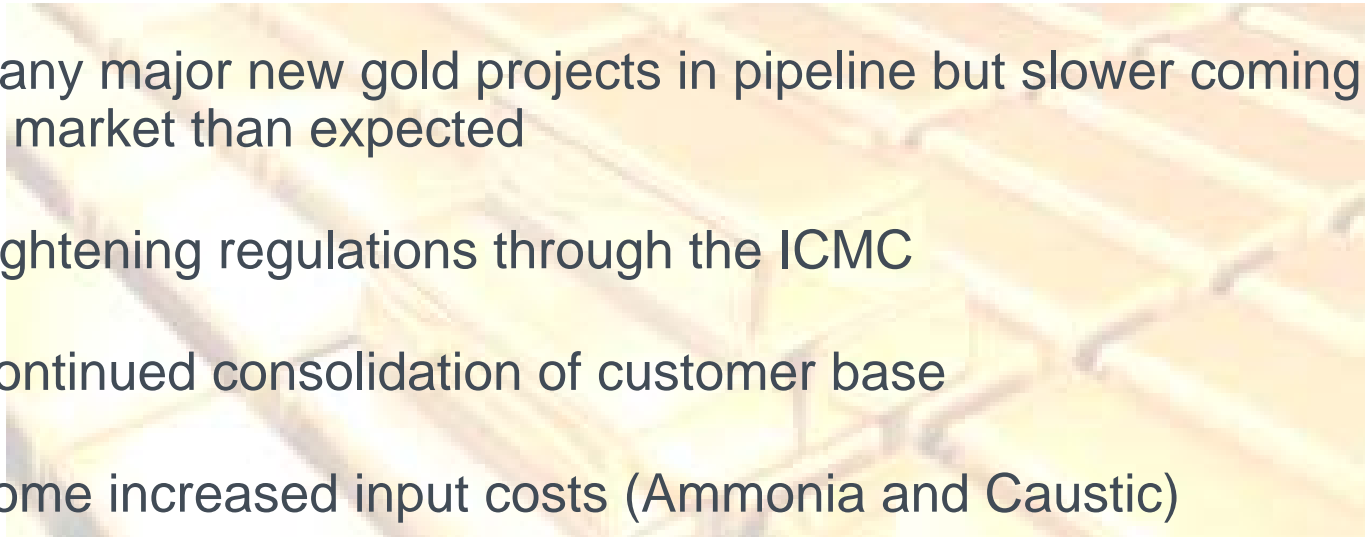 any major new gold projects in pipeline but slower coming
market than expected
ghtening regulations through the ICMC
ontinued consolidation of customer base
ome increased input costs (Ammonia and Caustic)